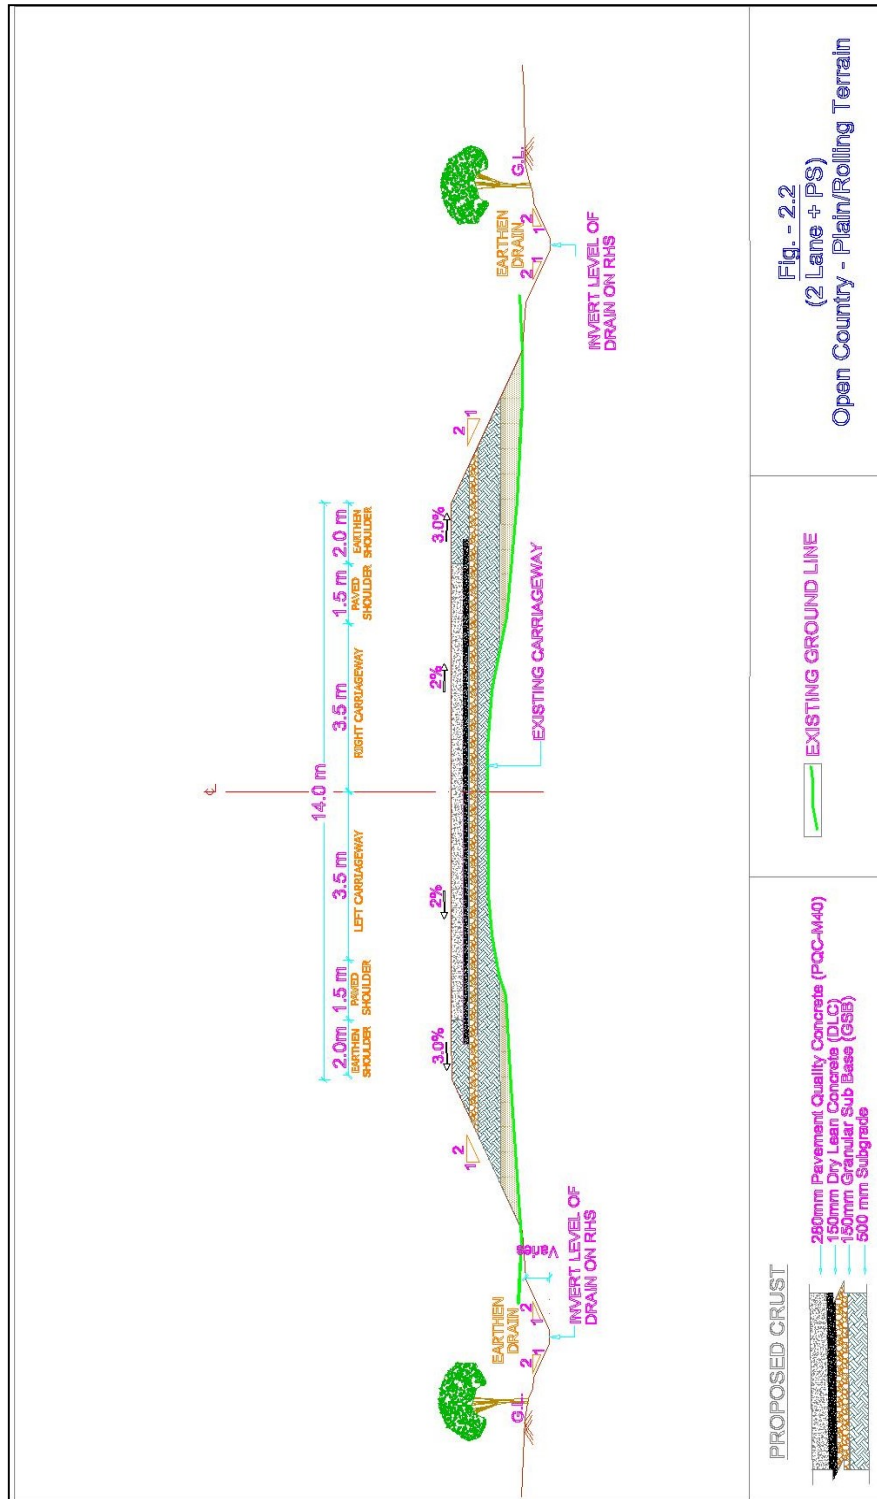 ℄
14.0 m
2.0m
1.5 m
3.5 m
3.5 m
1.5 m
2.0 m
EARTHEN
SHOULDER
PAVED
SHOULDER
LEFT CARRIAGEWAY
RIGHT CARRIAGEWAY
PAVED
SHOULDER
EARTHEN
SHOULDER
3.0%
2%
2%
3.0%
1
2
2
1
EARTHEN
DRAIN
G.L.
2
1
1
2
Varies
INVERT LEVEL OF
DRAIN ON RHS
EXISTING CARRIAGEWAY
EARTHEN
DRAIN
2
1
1
2
G.L.
INVERT LEVEL OF
DRAIN ON RHS
PROPOSED CRUST
280mm Pavement Quality Concrete (PQC-M40)
150mm Dry Lean Concrete (DLC)
150mm Granular Sub Base (GSB)
500 mm Subgrade
EXISTING GROUND LINE
Fig. - 2.2
(2 Lane + PS)
Open Country - Plain/Rolling Terrain